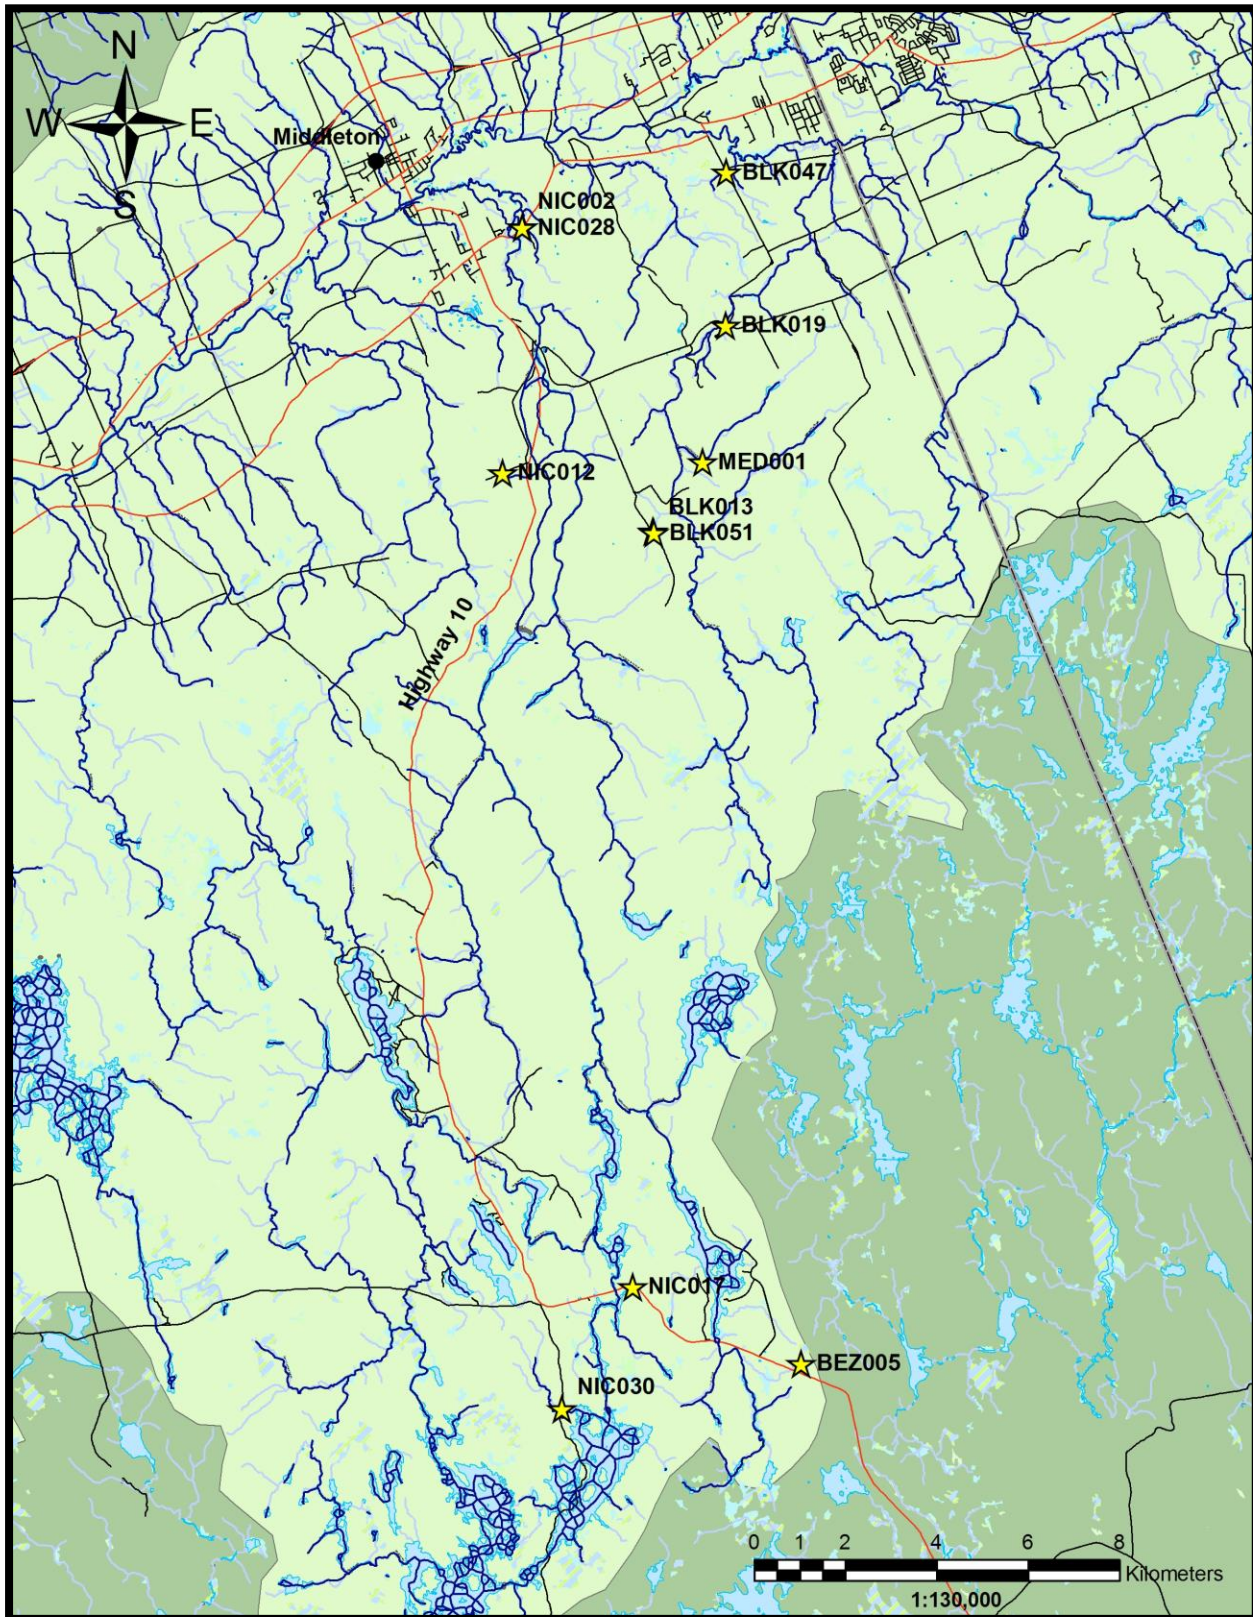 N
W E
S
Middleton
BLK047
NIC002
NIC028
BLK019
MED001
NIC012
BLK013
BLK051
Highway 10
NIC017
BEZ005
NIC030
0 1 2 4 6 8
Kilometers
1:130,000